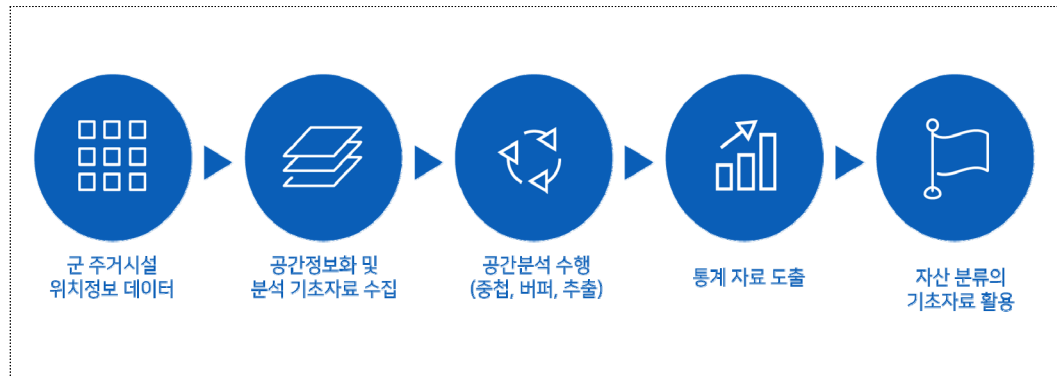 군 주거시설
위치정보 데이터
공간정보화 및
분석 기초자료 수집
공간분석 수행
(중첩, 버퍼, 추출)
통계 자료 도출
자산 분류의
기초자료 활용